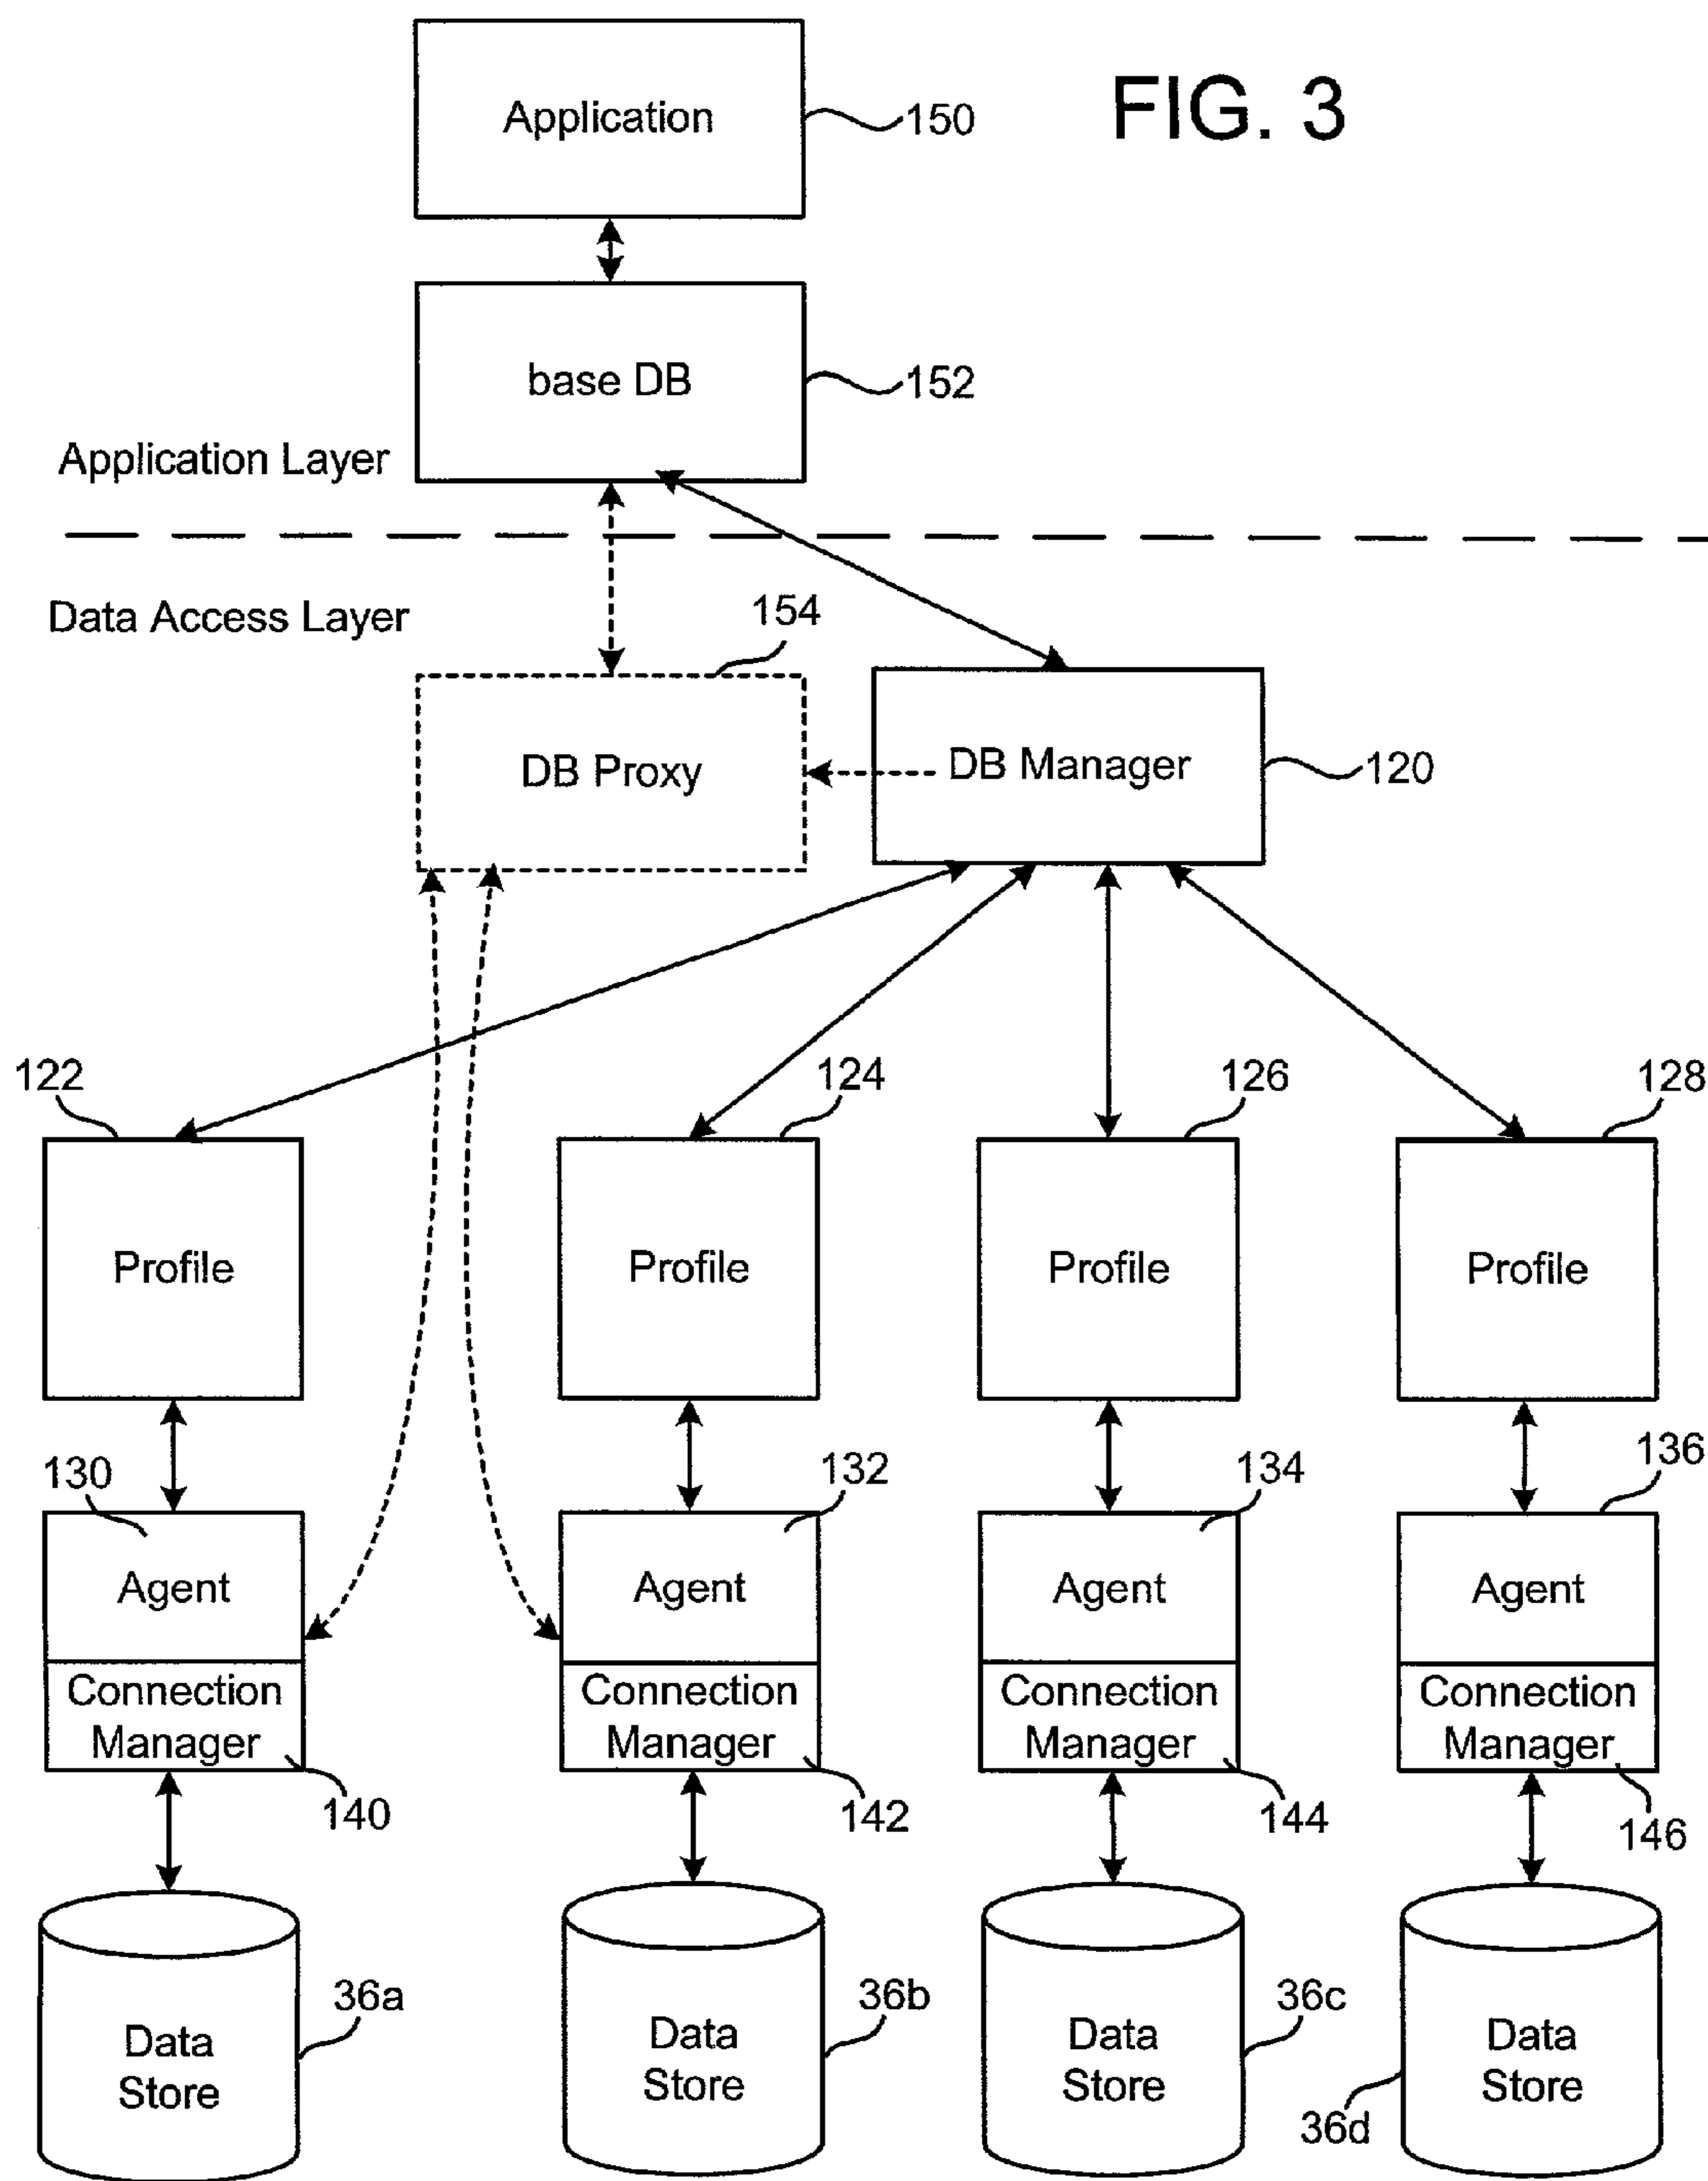 FIG. 3
Application
150
base DB
152
Application Layer
Data Access Layer
154
DB Proxy
DB Manager
120
122
124
126
128
Profile
Profile
Profile
Profile
130
132
134
136
Agent
Agent
Agent
Agent
Connection
Manager
Connection
Manager
Connection
Manager
Connection
Manager
140
142
144
146
36a
36b
36c
36d
Data
Store
Data
Store
Data
Store
Data
Store